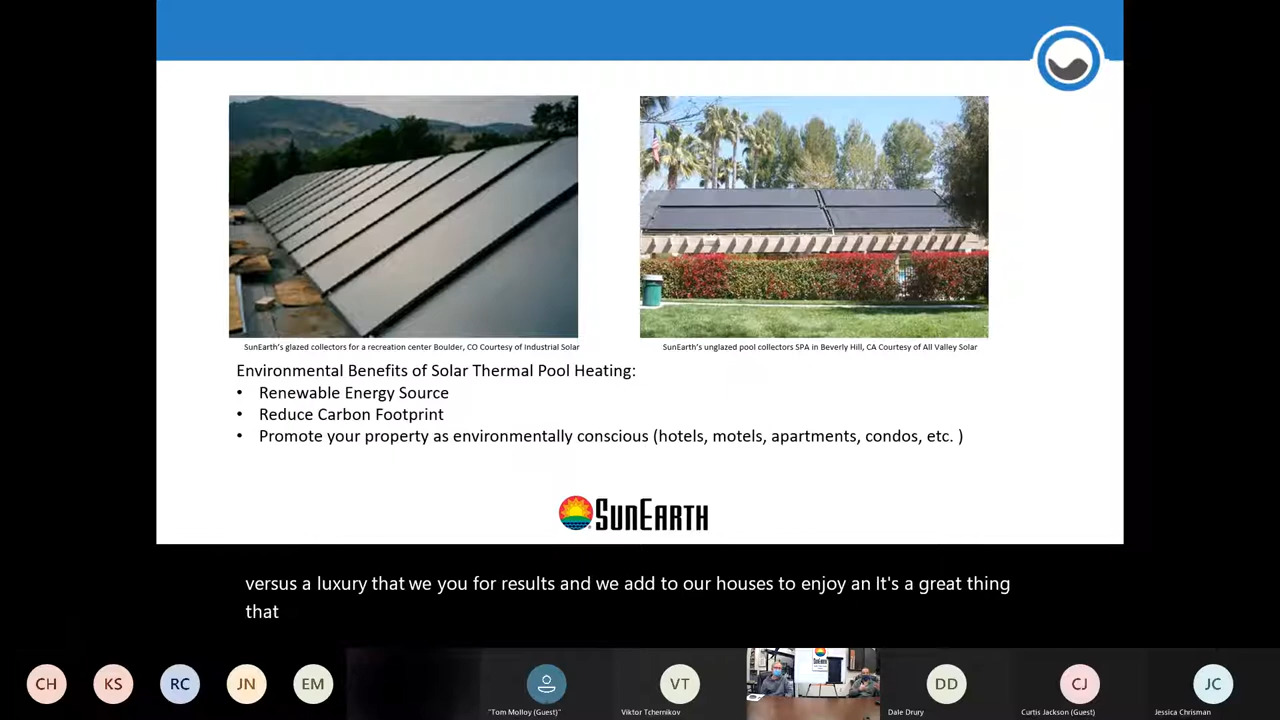 SunEarth's glazed collectors for a recreation center Boulder, CO Courtesy of Industrial Solar
SunEarth's unglazed pool collectors SPA in Beverly Hill, CA Courtesy of All Valley Solar
Environmental Benefits of Solar Thermal Pool Heating:
• Renewable Energy Source
• Reduce Carbon Footprint
• Promote your property as environmentally conscious (hotels, motels, apartments, condos, etc. )
SUNEARTH
versus a luxury that we you for results and we add to our houses to enjoy an It's a great thing
that
CH KS RC JN EM VT DD CJ JC
"Tom Molloy (Guest)" Viktor Tchernikov Dale Drury Curtis Jackson (Guest) Jessica Chrisman